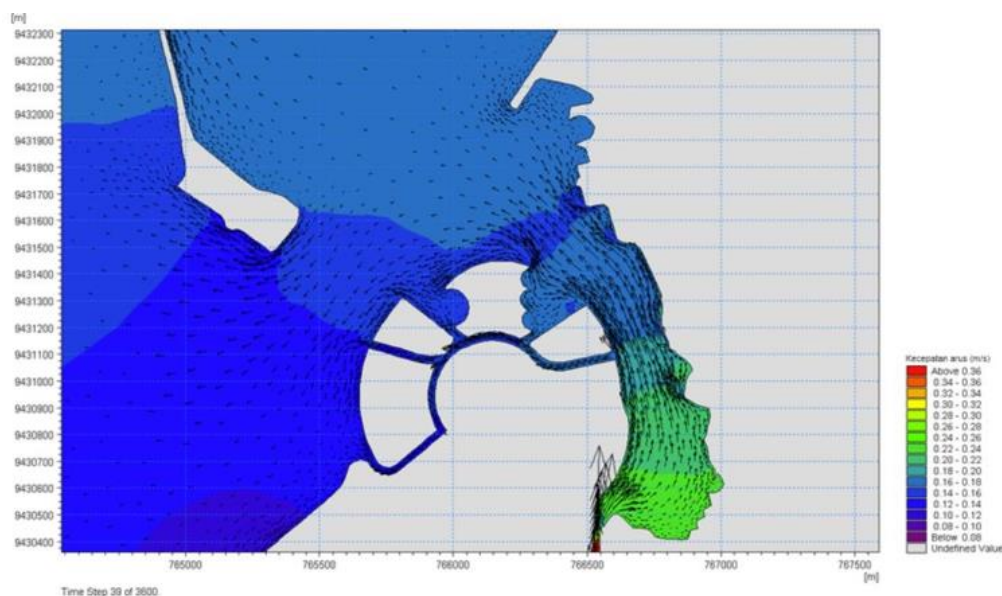 [m]
9432300
9432200
9432100
9432000
9431900
9431800
9431700
9431600
9431500
9431400
9431300
9431200
9431100
9431000
9430900
9430800
9430700
9430600
9430500
9430400
765000 765500 766000 766500 767000 767500
[m]
Time Step 39 of 3600.
Kecepatan arus (m/s)
Above 0.36
0.34 - 0.36
0.32 - 0.34
0.30 - 0.32
0.28 - 0.30
0.26 - 0.28
0.24 - 0.26
0.22 - 0.24
0.20 - 0.22
0.18 - 0.20
0.16 - 0.18
0.14 - 0.16
0.12 - 0.14
0.10 - 0.12
0.08 - 0.10
Below 0.08
Undefined Value